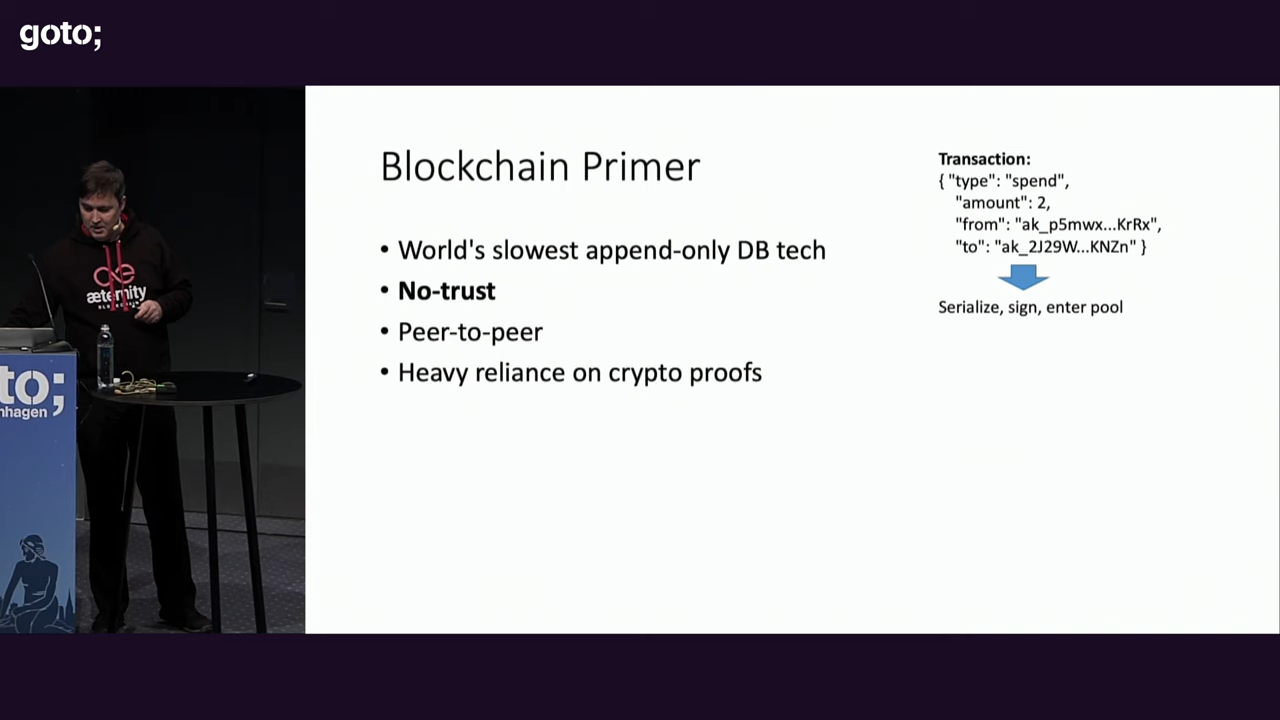 goto;
æternity
BLOCKCHAIN
to;
nhagen
Blockchain Primer
• World's slowest append-only DB tech
• No-trust
• Peer-to-peer
• Heavy reliance on crypto proofs
Transaction:
{ "type": "spend",
"amount": 2,
"from": "ak_p5mwx...KrRx",
"to": "ak_2J29W...KNZn" }
Serialize, sign, enter pool